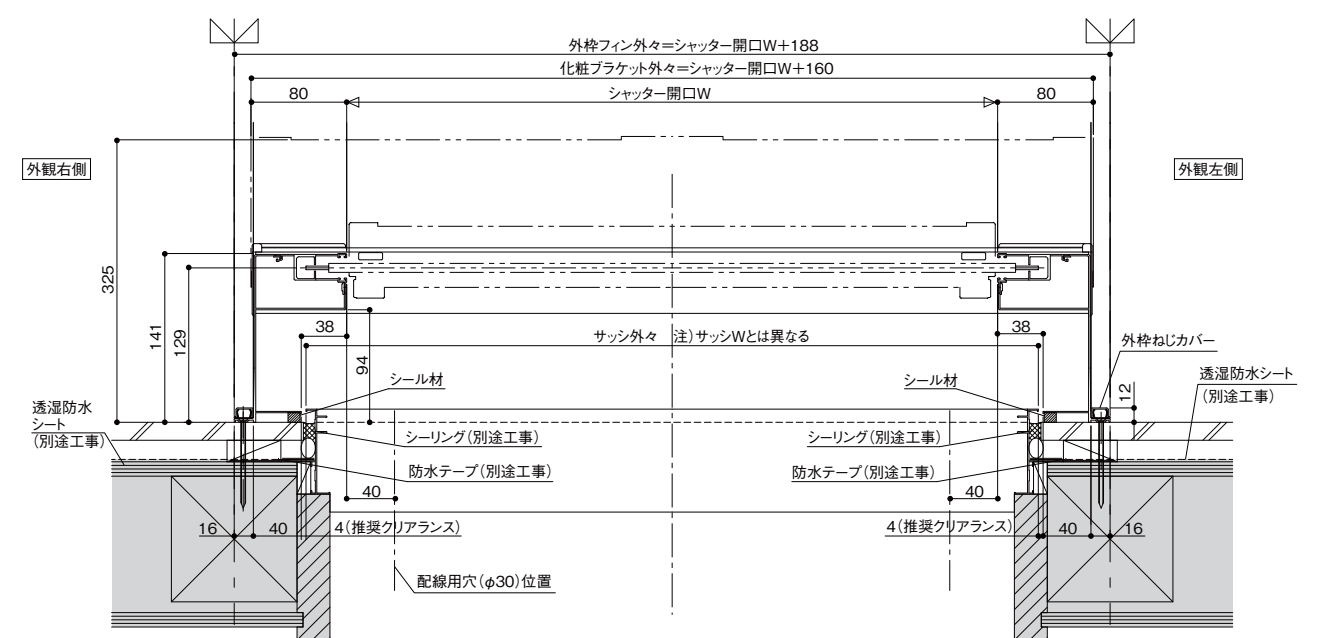 外枠フィン外々=シャッター開口W+188
化粧ブラケット外々=シャッター開口W+160
80
シャッター開口W
80
外観右側
外観左側
325
141
129
94
38
サッシ外々 注)サッシWとは異なる
38
外枠ねじカバー
12
シール材
シール材
透湿防水シート
(別途工事)
透湿防水
シート
(別途工事)
シーリング(別途工事)
シーリング(別途工事)
防水テープ(別途工事)
防水テープ(別途工事)
40
40
16
40
4(推奨クリアランス)
4(推奨クリアランス)
40
16
配線用穴(φ30)位置